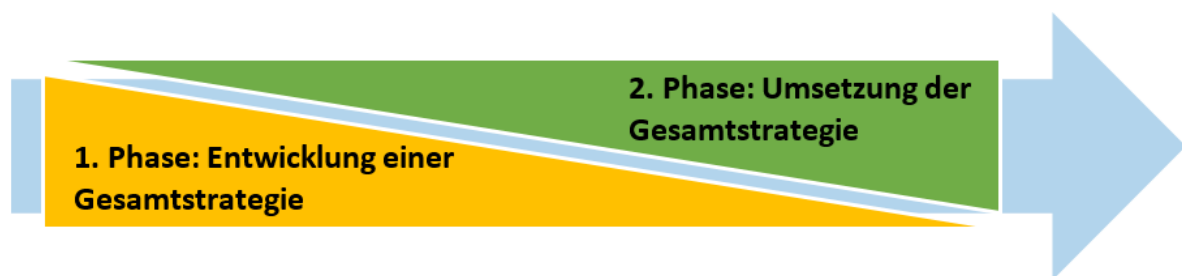 2. Phase: Umsetzung der
Gesamtstrategie
1. Phase: Entwicklung einer
Gesamtstrategie